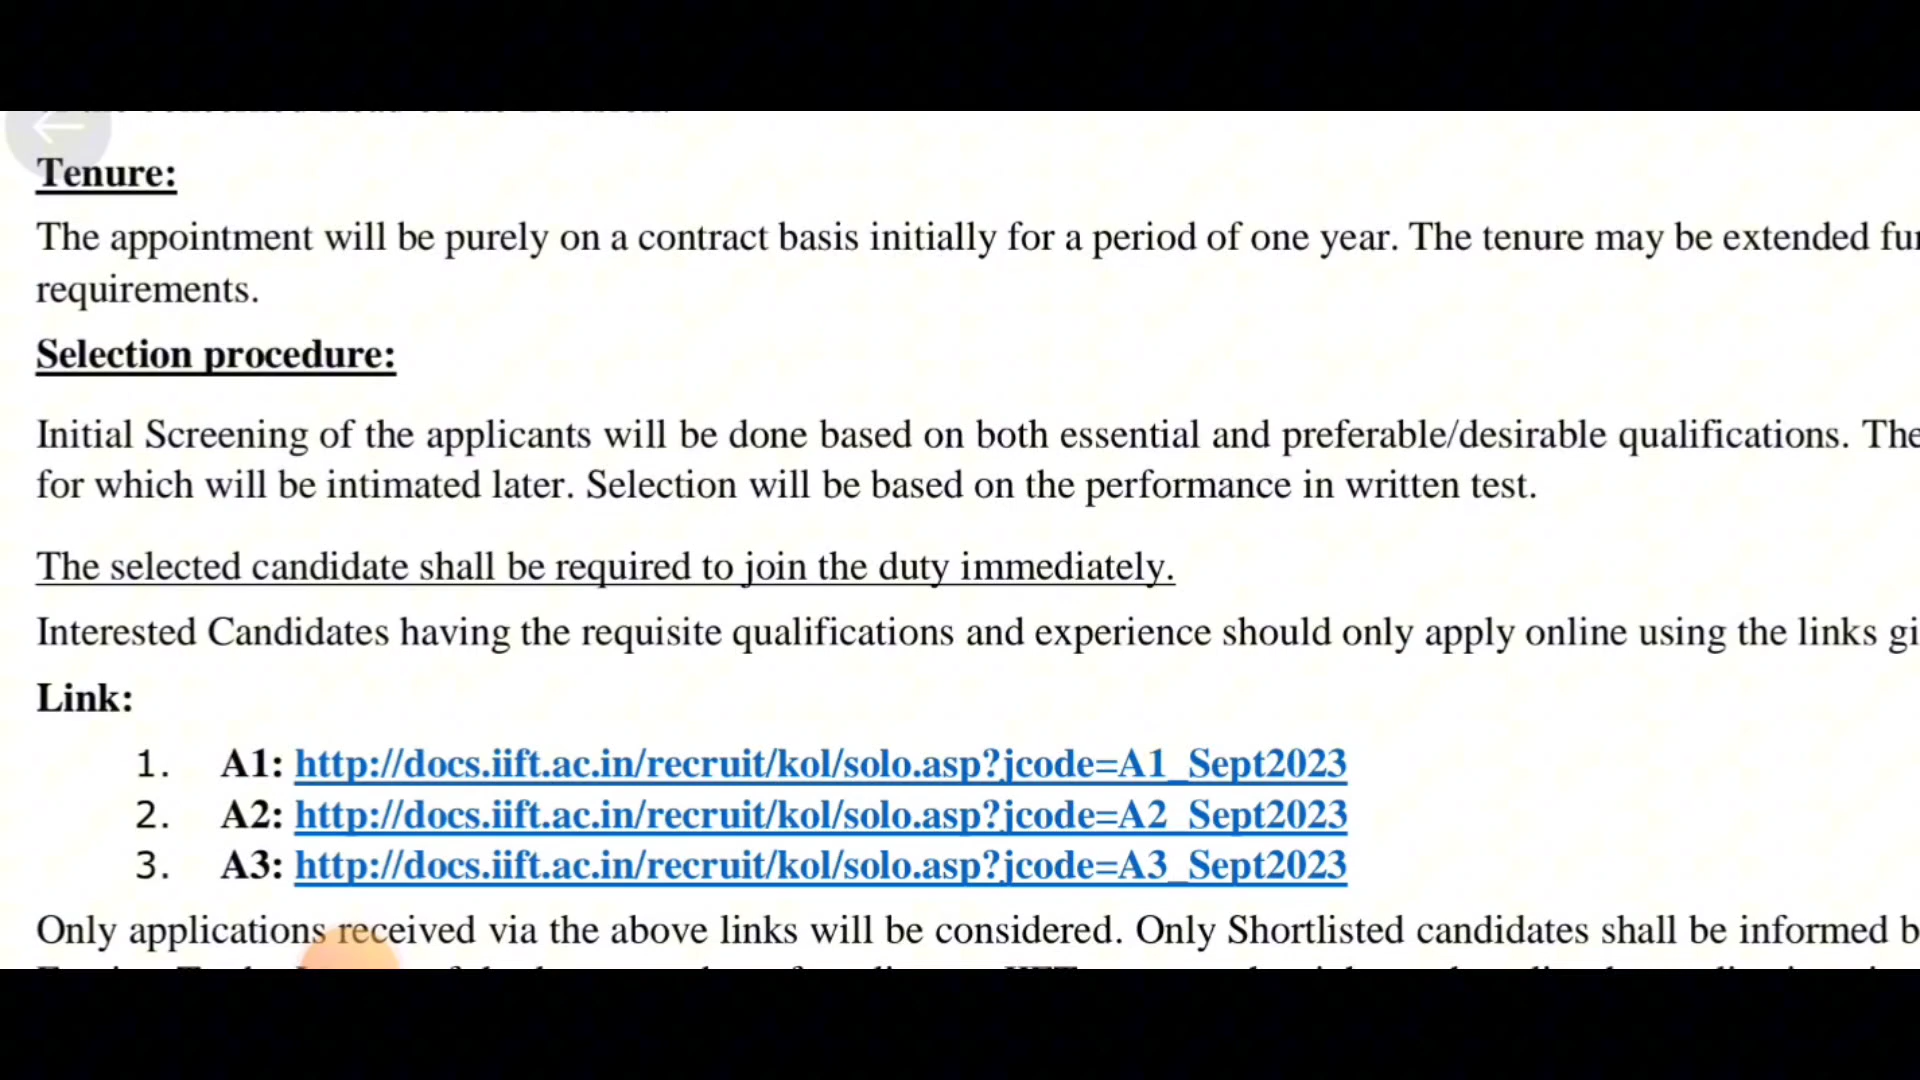 Tenure:
The appointment will be purely on a contract basis initially for a period of one year. The tenure may be extended
requirements.
Selection procedure:
Initial Screening of the applicants will be done based on both essential and preferable/desirable qualifications.
for which will be intimated later. Selection will be based on the performance in written test.
The selected candidate shall be required to join the duty immediately.
Interested Candidates having the requisite qualifications and experience should only apply online using the links
Link:
1. A1: http://docs.iift.ac.in/recruit/kol/solo.asp?jcode=A1_Sept2023
2. A2: http://docs.iift.ac.in/recruit/kol/solo.asp?jcode=A2_Sept2023
3. A3: http://docs.iift.ac.in/recruit/kol/solo.asp?jcode=A3_Sept2023
Only applications received via the above links will be considered. Only Shortlisted candidates shall be informed